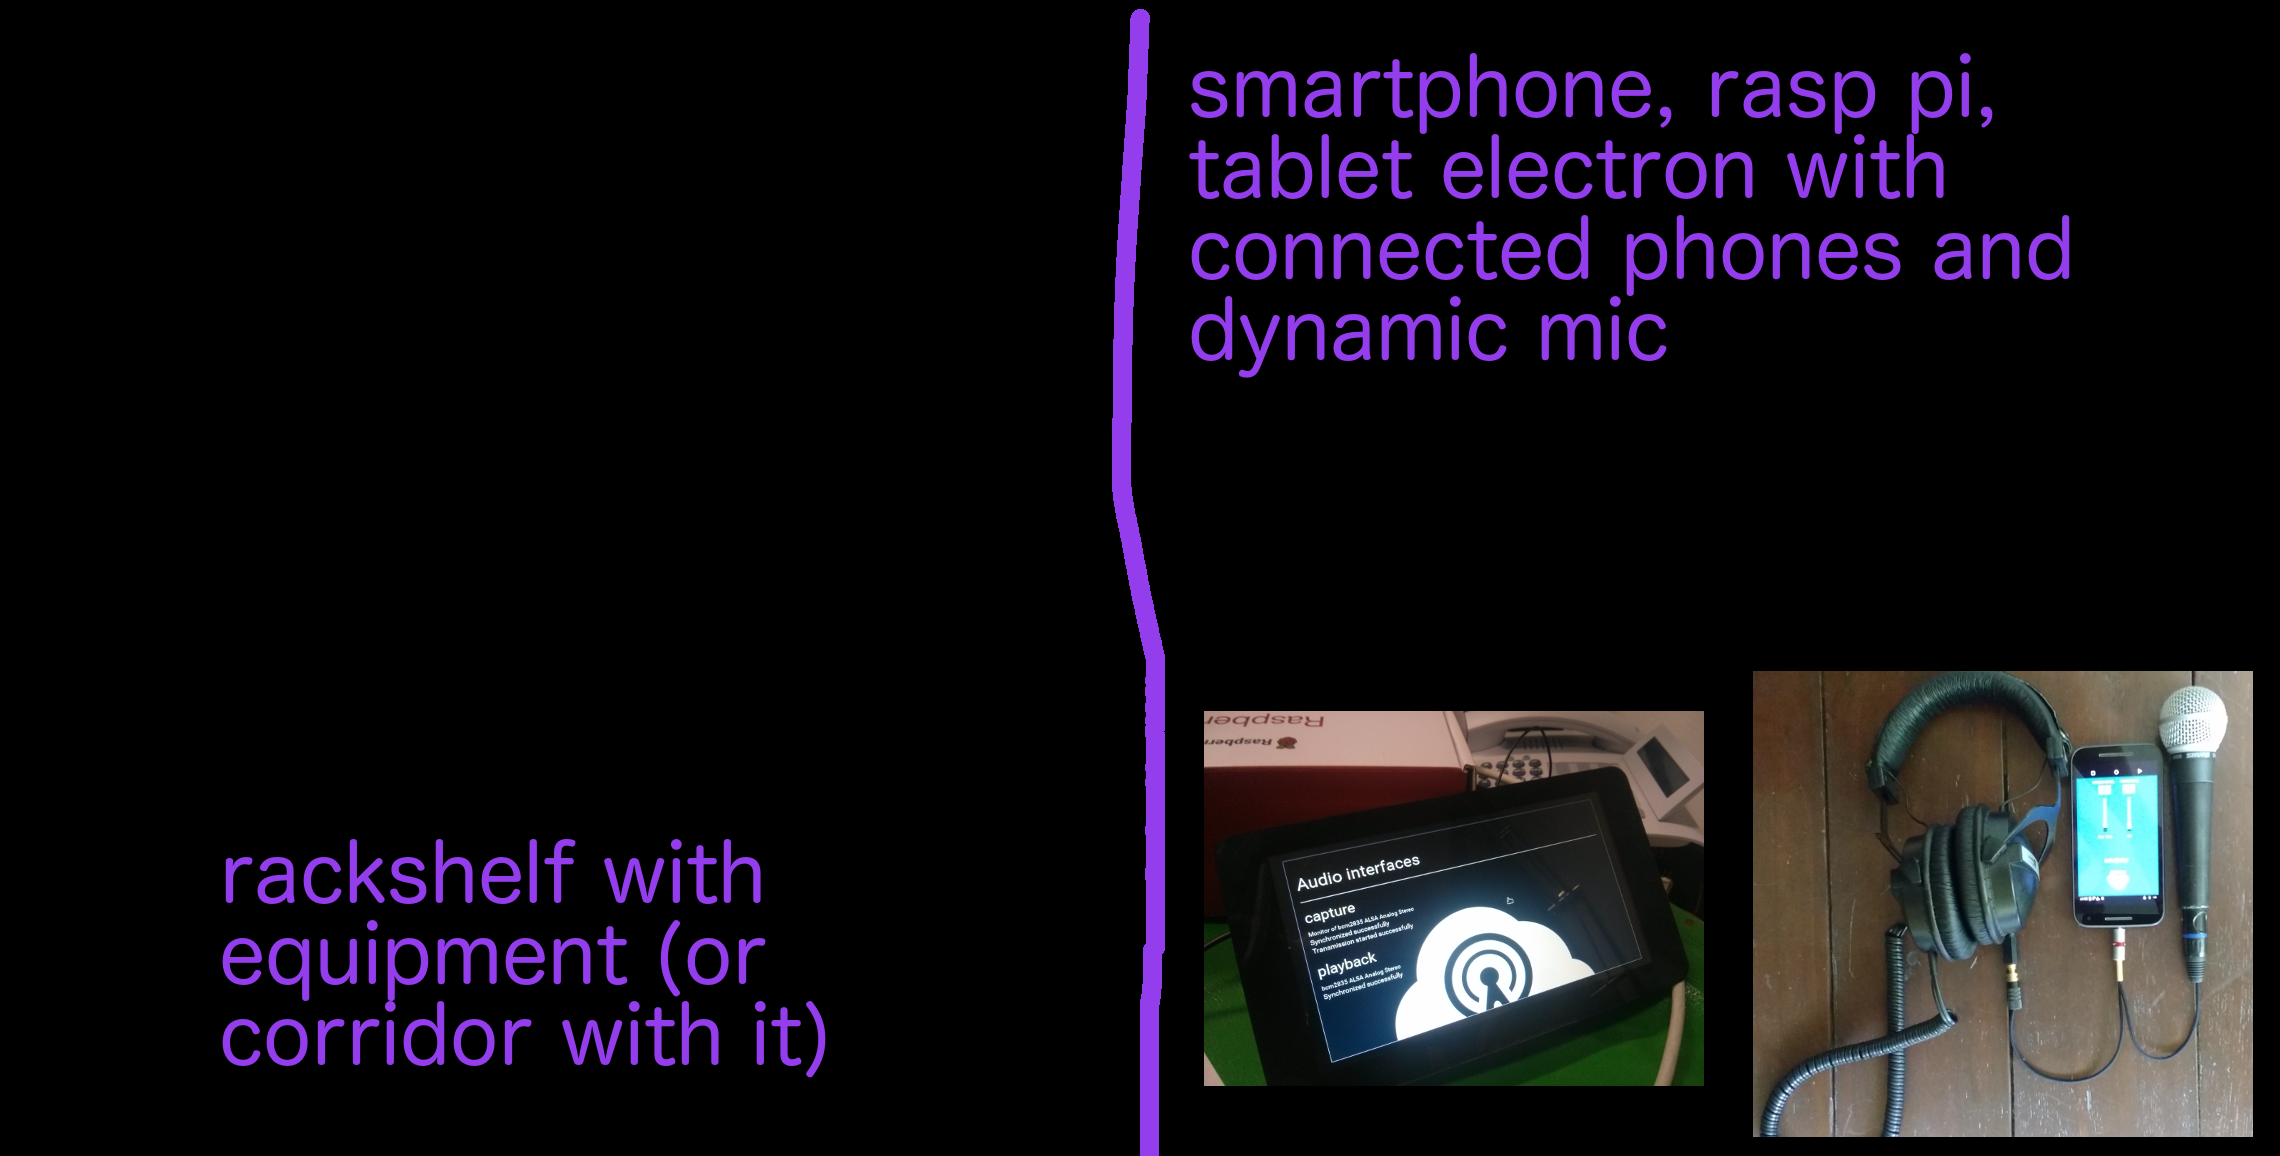 smartphone, rasp pi,
tablet electron with
connected phones and
dynamic mic
rackshelf with
equipment (or
corridor with it)
Raspber
Raspberr
Audio interfaces
capture
Monitor of bcm2835 ALSA Analog Stereo
Synchronized successfully
Transmission started successfully
playback
bcm2835 ALSA Analog Stereo
Synchronized successfully